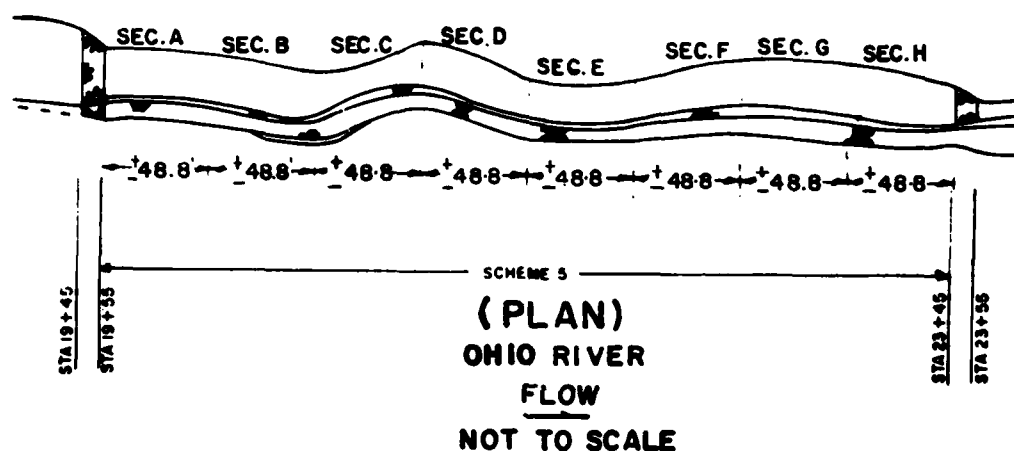 SEC. A SEC. B SEC. C SEC. D SEC. E SEC. F SEC. G SEC. H
±48.8 ±48.8 ±48.8 ±48.8 ±48.8 ±48.8 ±48.8 ±48.8
SCHEME 5
STA 19+45
STA 19+55
STA 23+45
STA 23+55
(PLAN)
OHIO RIVER
FLOW
NOT TO SCALE